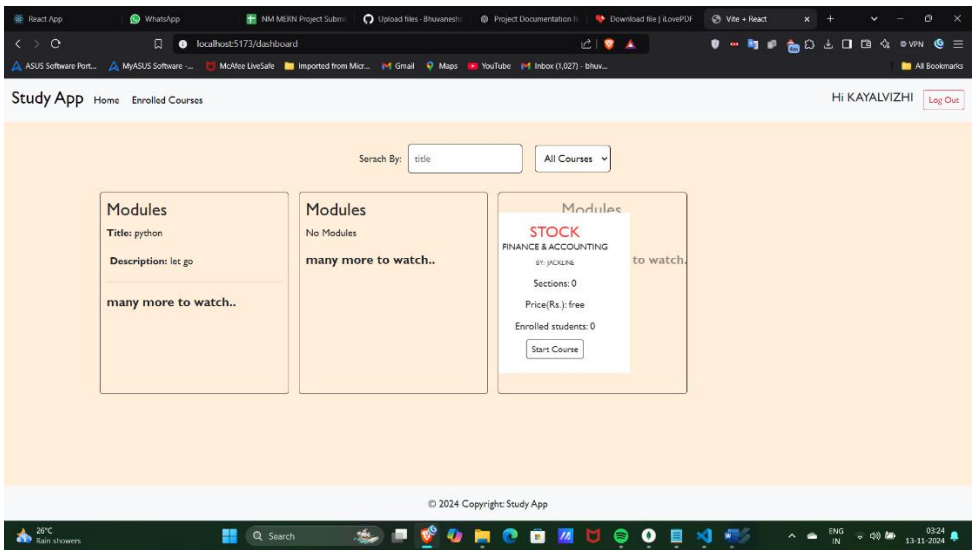 React App WhatsApp NM MERN Project Submi Upload files · Bhuvanesh Project Documentation Download file | iLovePDF Vite + React
localhost:5173/dashboard VPN
ASUS Software Port... MyASUS Software -... McAfee LiveSafe Imported from Micr... Gmail Maps YouTube Inbox (1,027) - bhuv... All Bookmarks
Study App Home Enrolled Courses Hi KAYALVIZHI Log Out
Serach By: title All Courses
Modules
Title: python
Description: let go
many more to watch..
Modules
No Modules
many more to watch..
Modules
to watch.
STOCK
FINANCE & ACCOUNTING
BY: JACKLINE
Sections: 0
Price(Rs.): free
Enrolled students: 0
Start Course
© 2024 Copyright: Study App
26°C
Rain showers
Search
ENG
IN
03:24
13-11-2024